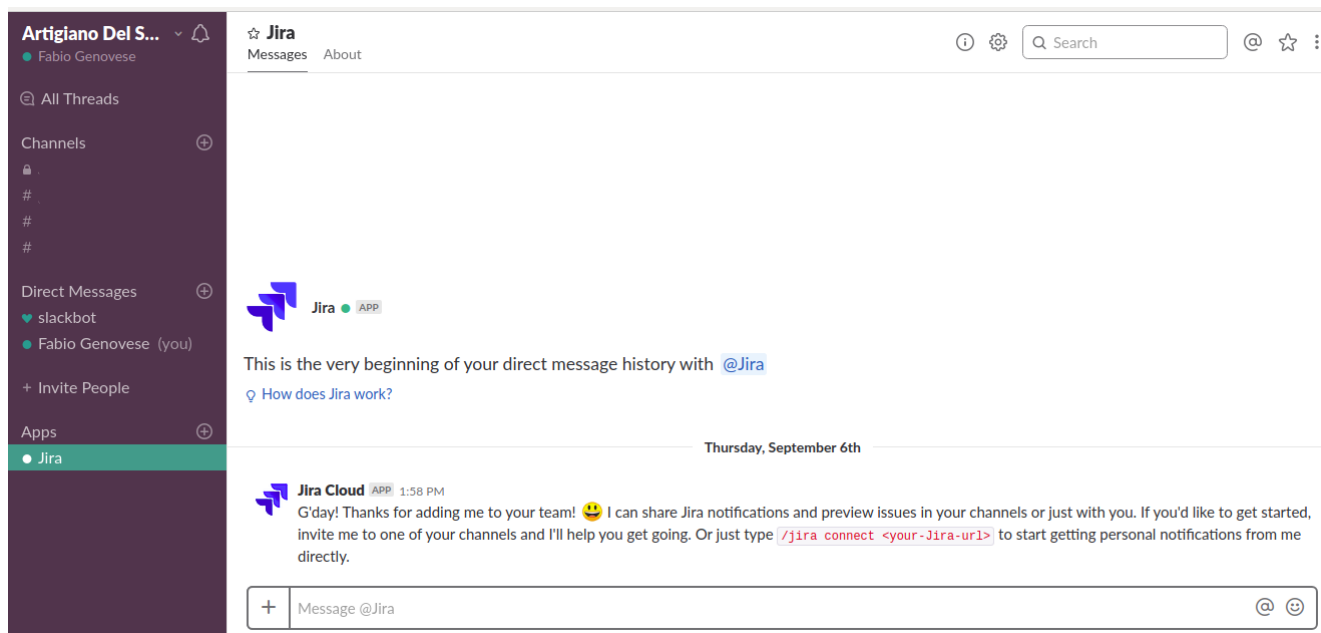 Artigiano Del S...
Fabio Genovese
All Threads
Channels
#
#
#
Direct Messages
slackbot
Fabio Genovese (you)
+ Invite People
Apps
Jira
Jira
Messages About
Search
Jira APP
This is the very beginning of your direct message history with @Jira
How does Jira work?
Thursday, September 6th
Jira Cloud APP 1:58 PM
G'day! Thanks for adding me to your team! 😃 I can share Jira notifications and preview issues in your channels or just with you. If you'd like to get started,
invite me to one of your channels and I'll help you get going. Or just type /jira connect <your-Jira-url> to start getting personal notifications from me
directly.
Message @Jira